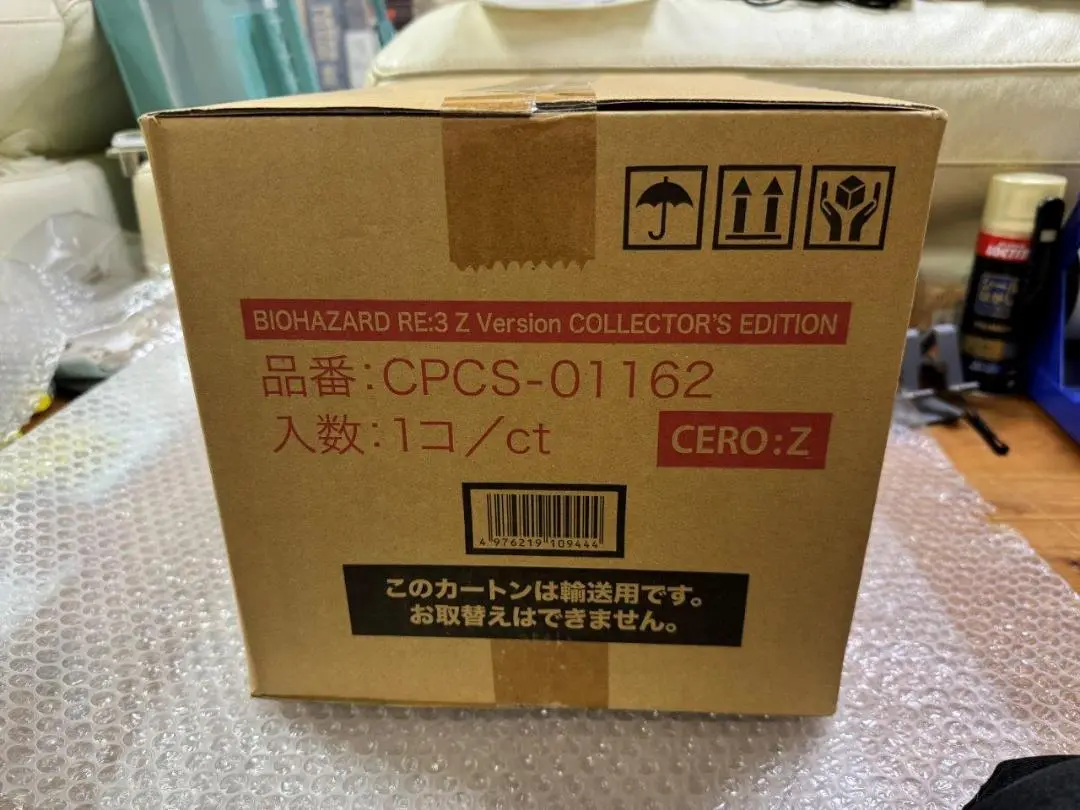 BIOHAZARD RE:3 Z Version COLLECTOR'S EDITION
品番:CPCS-01162
入数:1コ/ct
CERO:Z
4 976219 109444
このカートンは輸送用です。
お取替えはできません。
LOCTITE